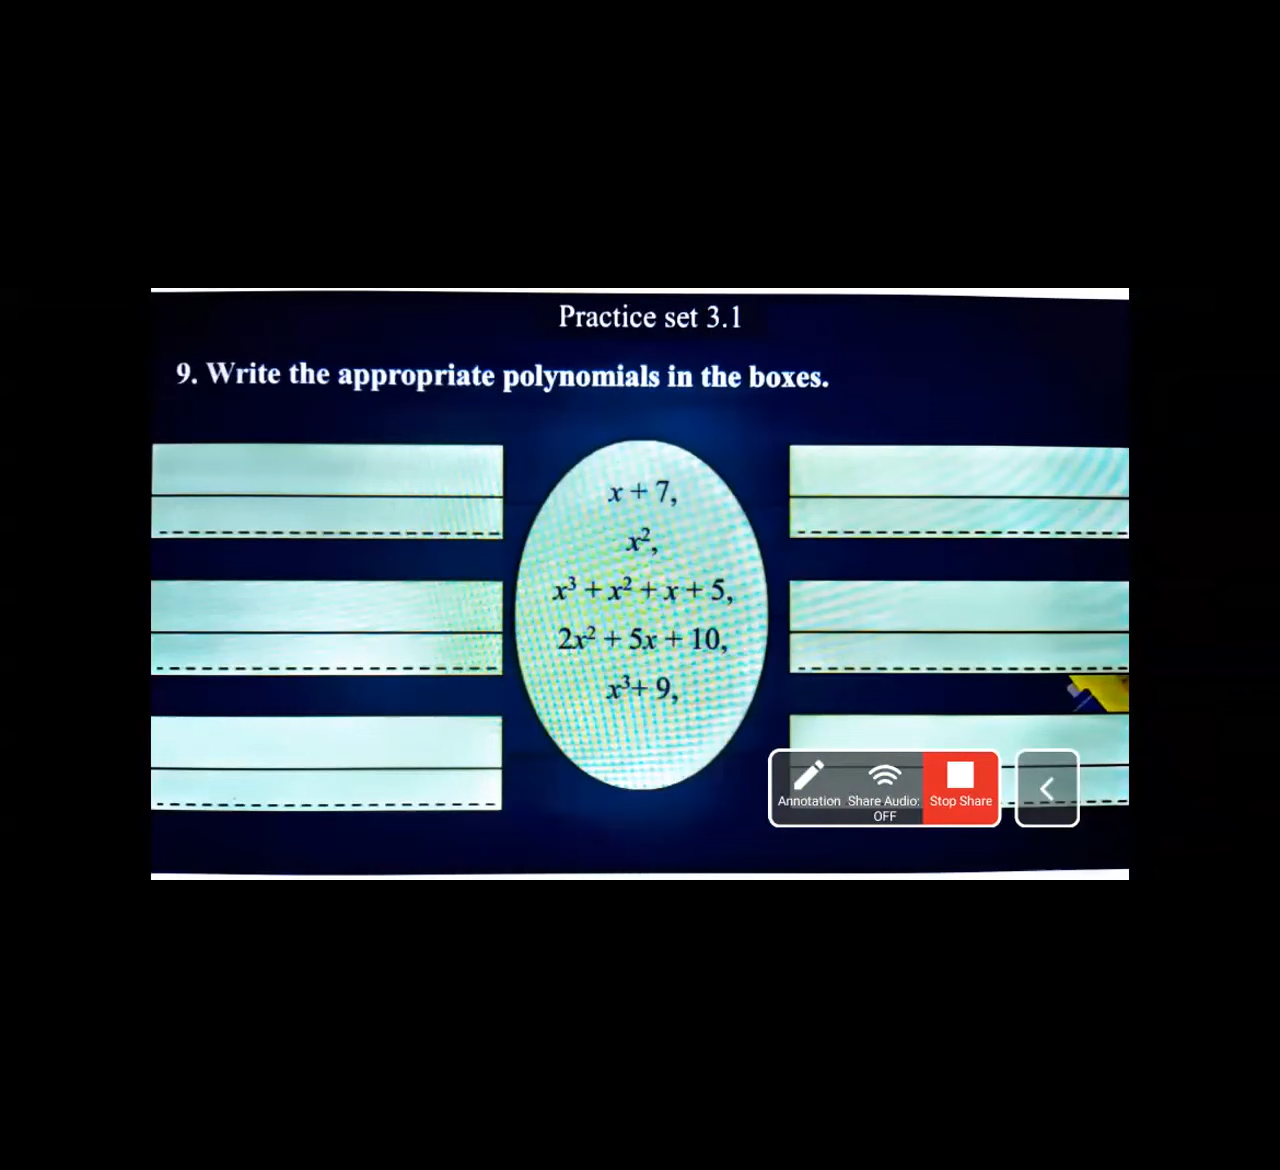 Practice set 3.1
9. Write the appropriate polynomials in the boxes.
x + 7,
x²,
x³ + x² + x + 5,
2x² + 5x + 10,
x³+ 9,
Annotation Share Audio: OFF Stop Share